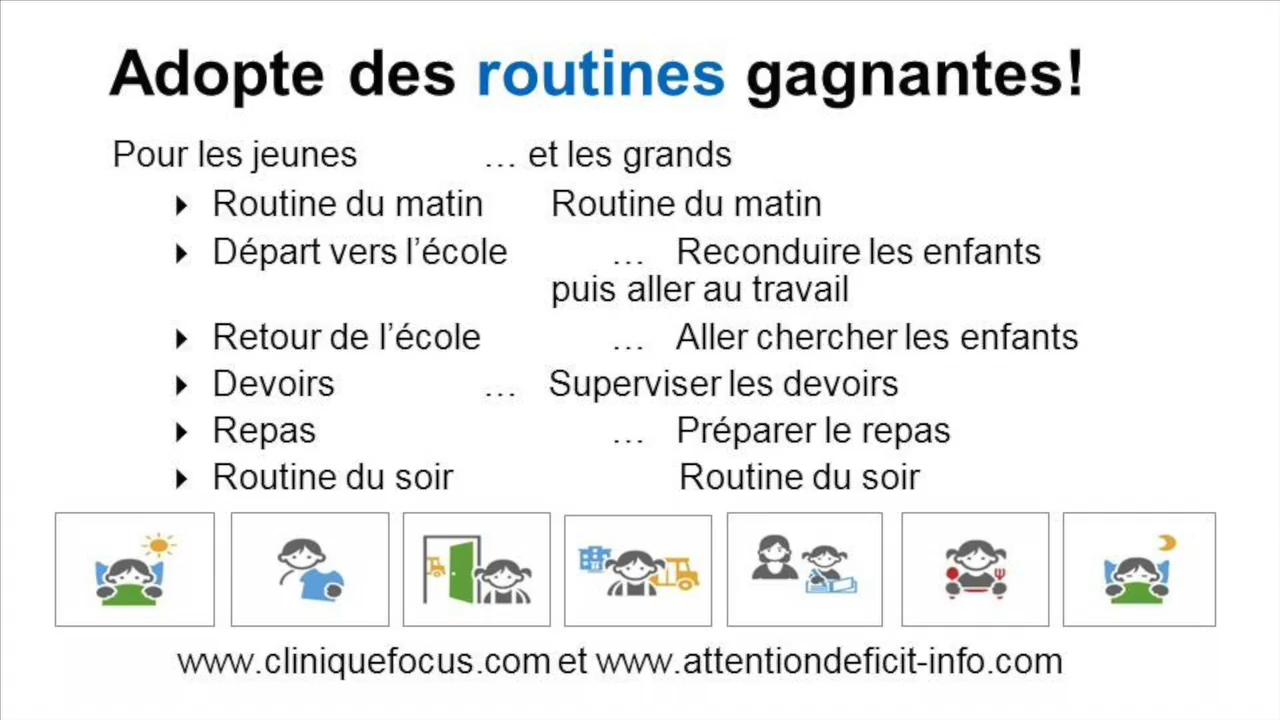 Adopte des routines gagnantes!
Pour les jeunes … et les grands
Routine du matin Routine du matin
Départ vers l’école … Reconduire les enfants
puis aller au travail
Retour de l’école … Aller chercher les enfants
Devoirs … Superviser les devoirs
Repas … Préparer le repas
Routine du soir Routine du soir
www.cliniquefocus.com et www.attentiondeficit-info.com